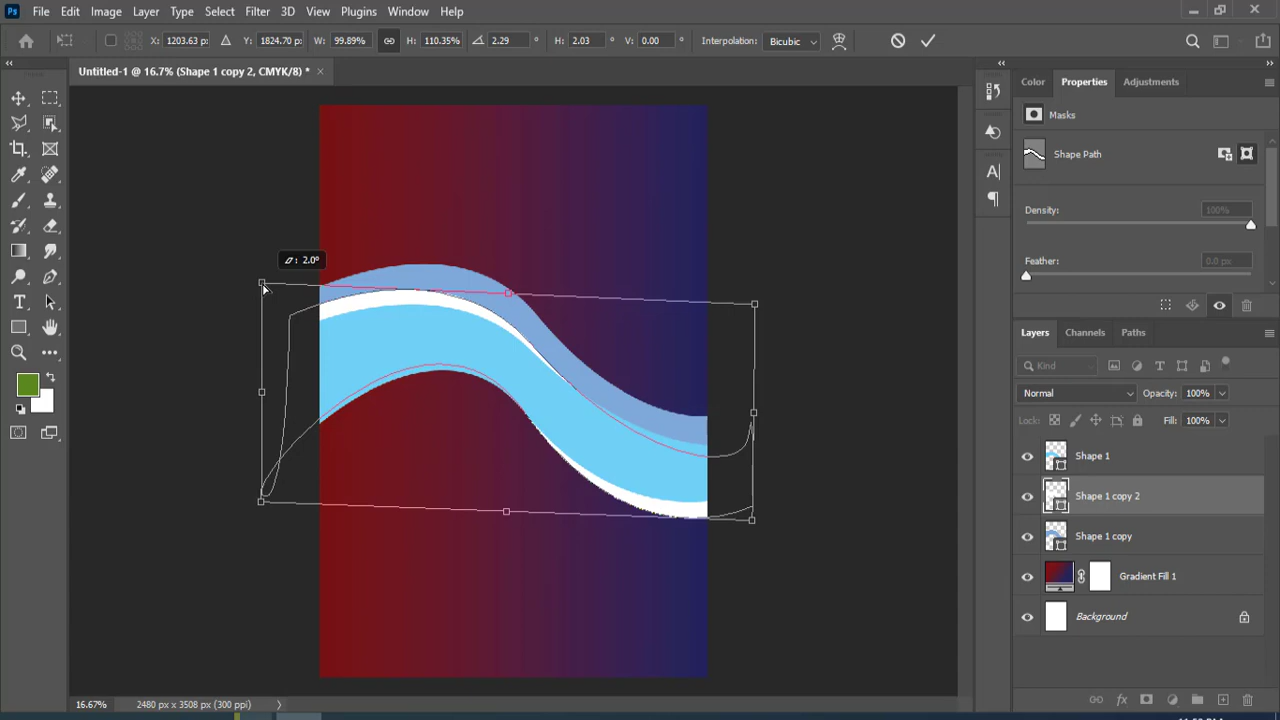 Ps File Edit Image Layer Type Select Filter 3D View Plugins Window Help
X: 1203.63 p: Y: 1824.70 p: W: 99.89% H: 110.35% 2.29 ° H: 2.03 ° V: 0.00 ° Interpolation: Bicubic
Untitled-1 @ 16.7% (Shape 1 copy 2, CMYK/8) * ×
Color Properties Adjustments
Masks
Shape Path
Density: 100%
Feather: 0.0 px
: 2.0°
Layers Channels Paths
Kind
Normal Opacity: 100%
Lock: Fill: 100%
Shape 1
Shape 1 copy 2
Shape 1 copy
Gradient Fill 1
Background
16.67% 2480 px x 3508 px (300 ppi)